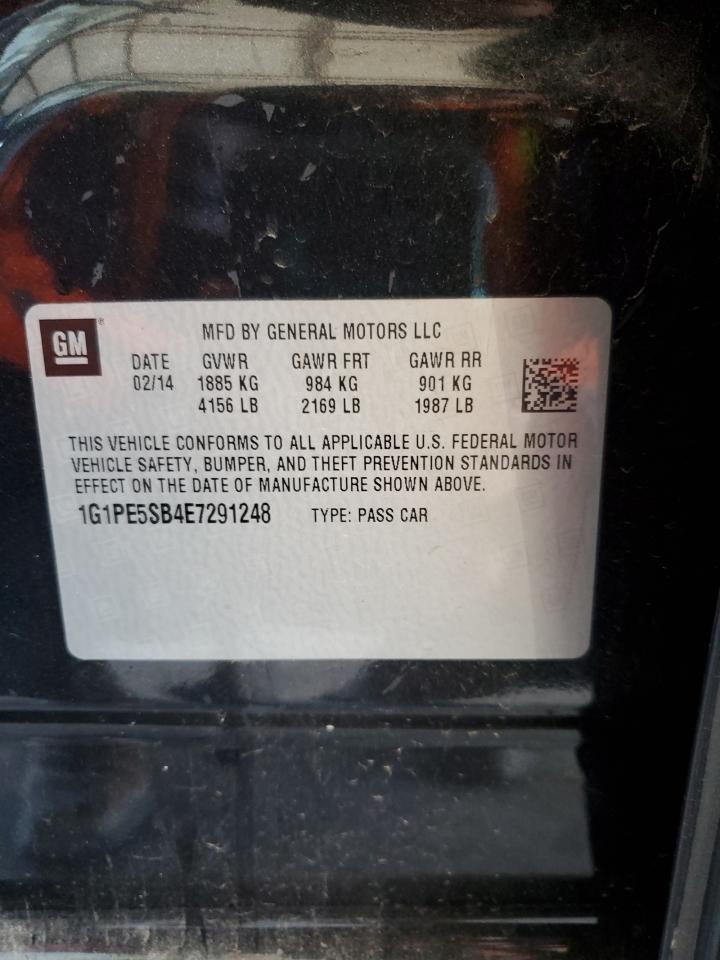 GM
MFD BY GENERAL MOTORS LLC
DATE GVWR GAWR FRT GAWR RR
02/14 1885 KG 984 KG 901 KG
4156 LB 2169 LB 1987 LB
THIS VEHICLE CONFORMS TO ALL APPLICABLE U.S. FEDERAL MOTOR
VEHICLE SAFETY, BUMPER, AND THEFT PREVENTION STANDARDS IN
EFFECT ON THE DATE OF MANUFACTURE SHOWN ABOVE.
1G1PE5SB4E7291248 TYPE: PASS CAR